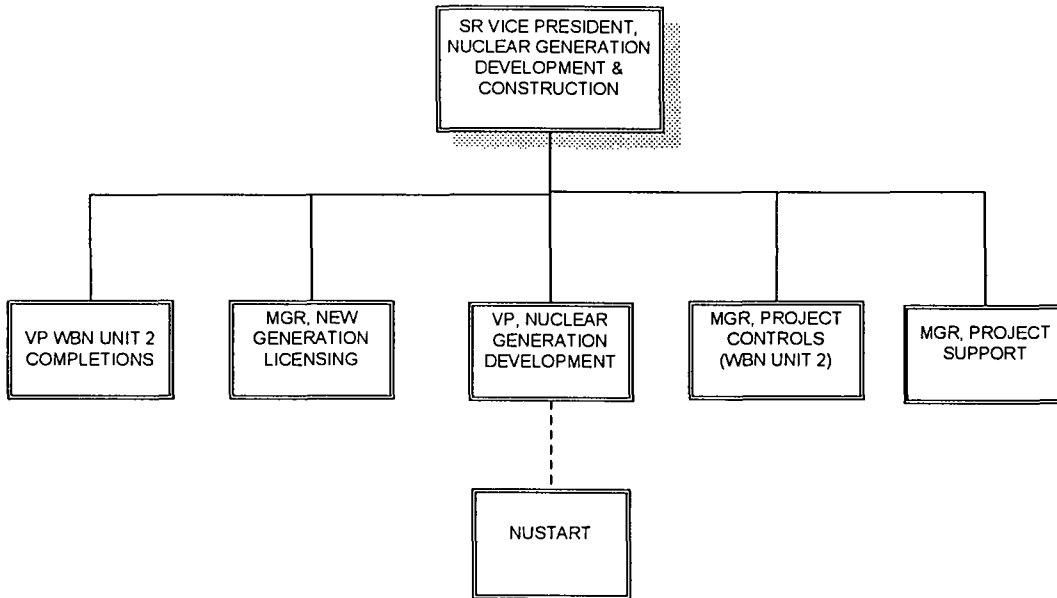 SR VICE PRESIDENT,
NUCLEAR GENERATION
DEVELOPMENT &
CONSTRUCTION
VP WBN UNIT 2
COMPLETIONS
MGR, NEW
GENERATION
LICENSING
VP, NUCLEAR
GENERATION
DEVELOPMENT
MGR, PROJECT
CONTROLS
(WBN UNIT 2)
MGR, PROJECT
SUPPORT
NUSTART